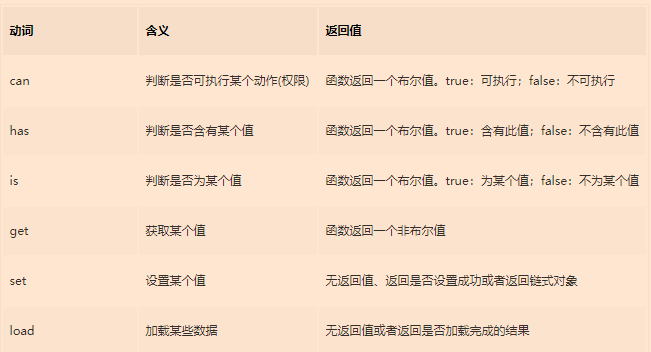 动词 含义 返回值
can 判断是否可执行某个动作(权限) 函数返回一个布尔值。true：可执行；false：不可执行
has 判断是否含有某个值 函数返回一个布尔值。true：含有此值；false：不含有此值
is 判断是否为某个值 函数返回一个布尔值。true：为某个值；false：不为某个值
get 获取某个值 函数返回一个非布尔值
set 设置某个值 无返回值、返回是否设置成功或者返回链式对象
load 加载某些数据 无返回值或者返回是否加载完成的结果